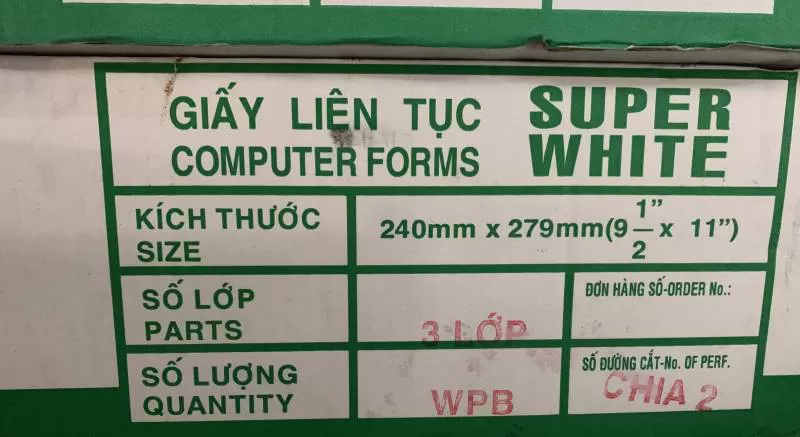 GIẤY LIÊN TỤC
COMPUTER FORMS
SUPER
WHITE
KÍCH THƯỚC
SIZE
240mm x 279mm(9 1/2 x 11”)
SỐ LỚP
PARTS
3 LỚP
ĐƠN HÀNG SỐ-ORDER No.:
SỐ LƯỢNG
QUANTITY
WPB
SỐ ĐƯỜNG CẮT-No. OF PERF.
CHIA 2